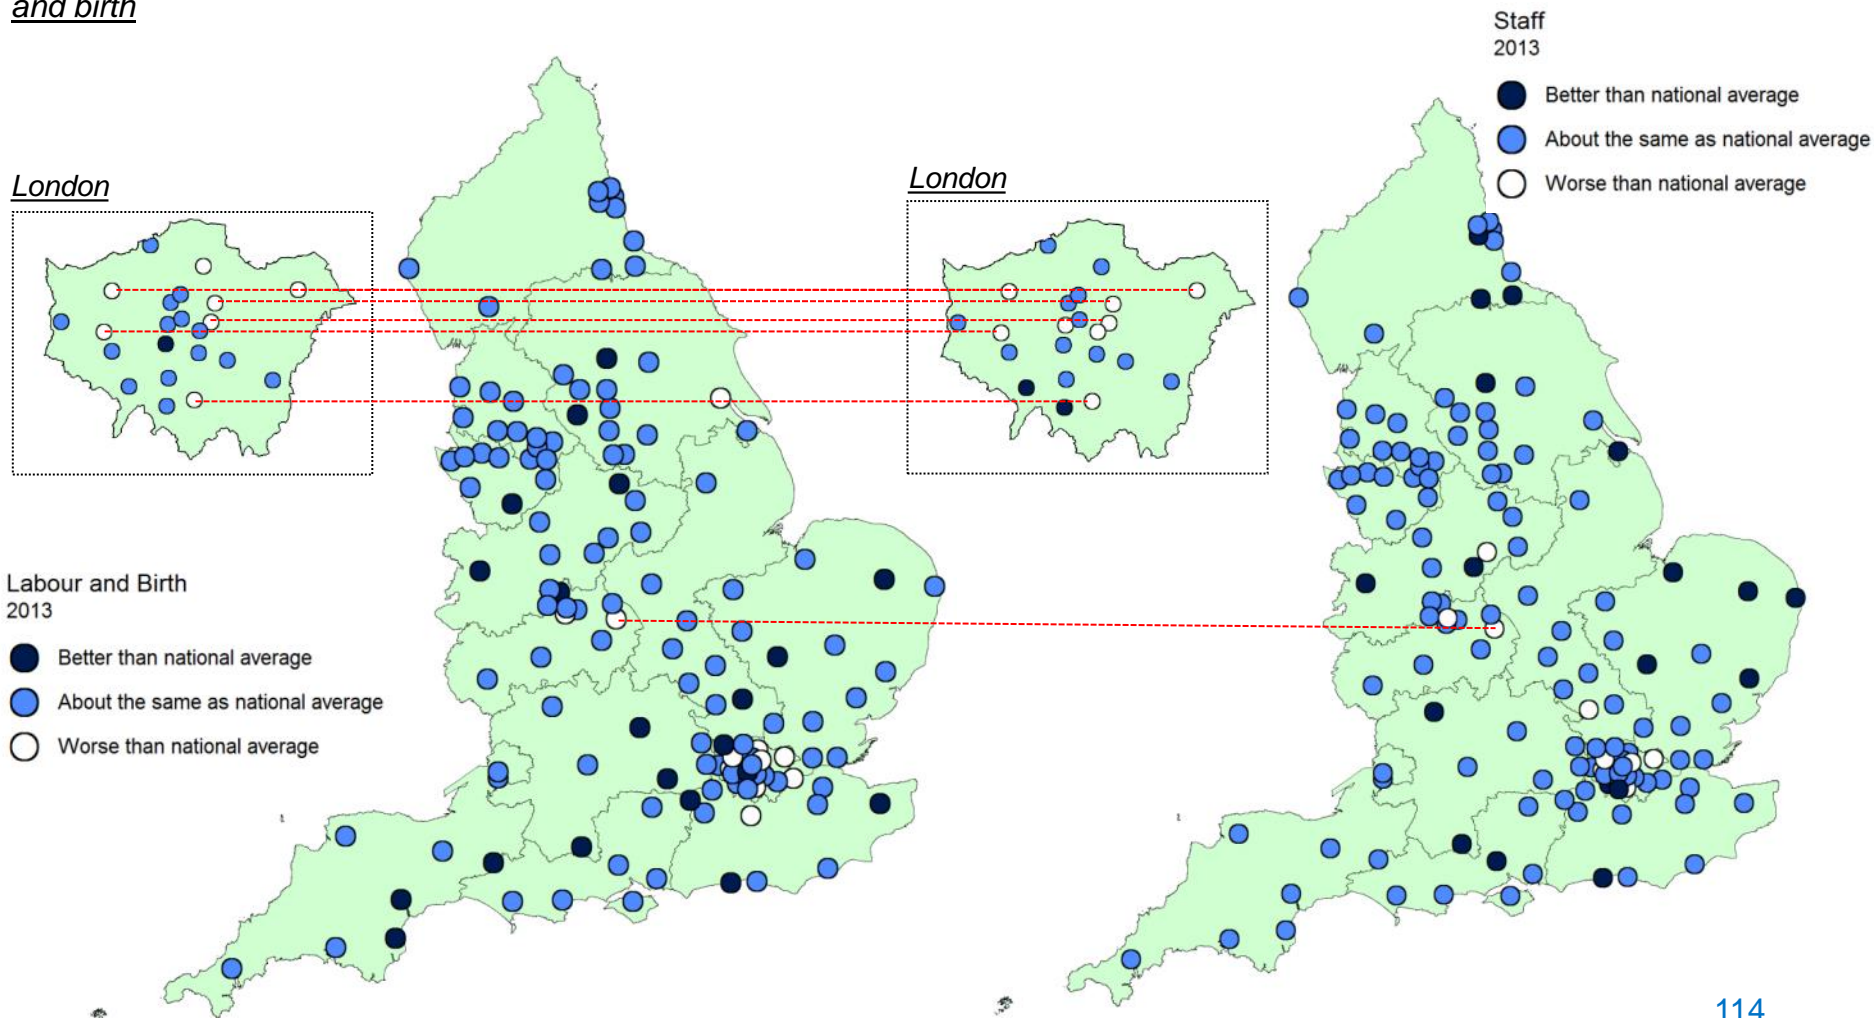 and birth
London
Labour and Birth
2013
Better than national average
About the same as national average
Worse than national average
London
Staff
2013
Better than national average
About the same as national average
Worse than national average
114